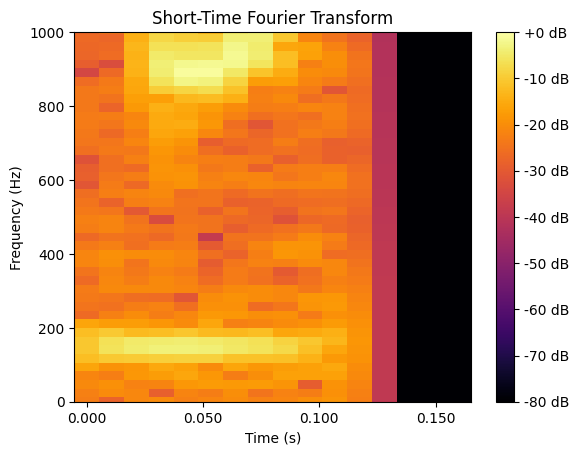 Short-Time Fourier Transform
1000
800
600
400
200
0
Frequency (Hz)
0.000
0.050
0.100
0.150
Time (s)
+0 dB
-10 dB
-20 dB
-30 dB
-40 dB
-50 dB
-60 dB
-70 dB
-80 dB